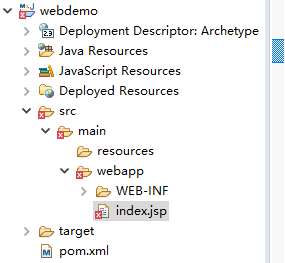 webdemo
Deployment Descriptor: Archetype
Java Resources
JavaScript Resources
Deployed Resources
src
main
resources
webapp
WEB-INF
index.jsp
target
pom.xml